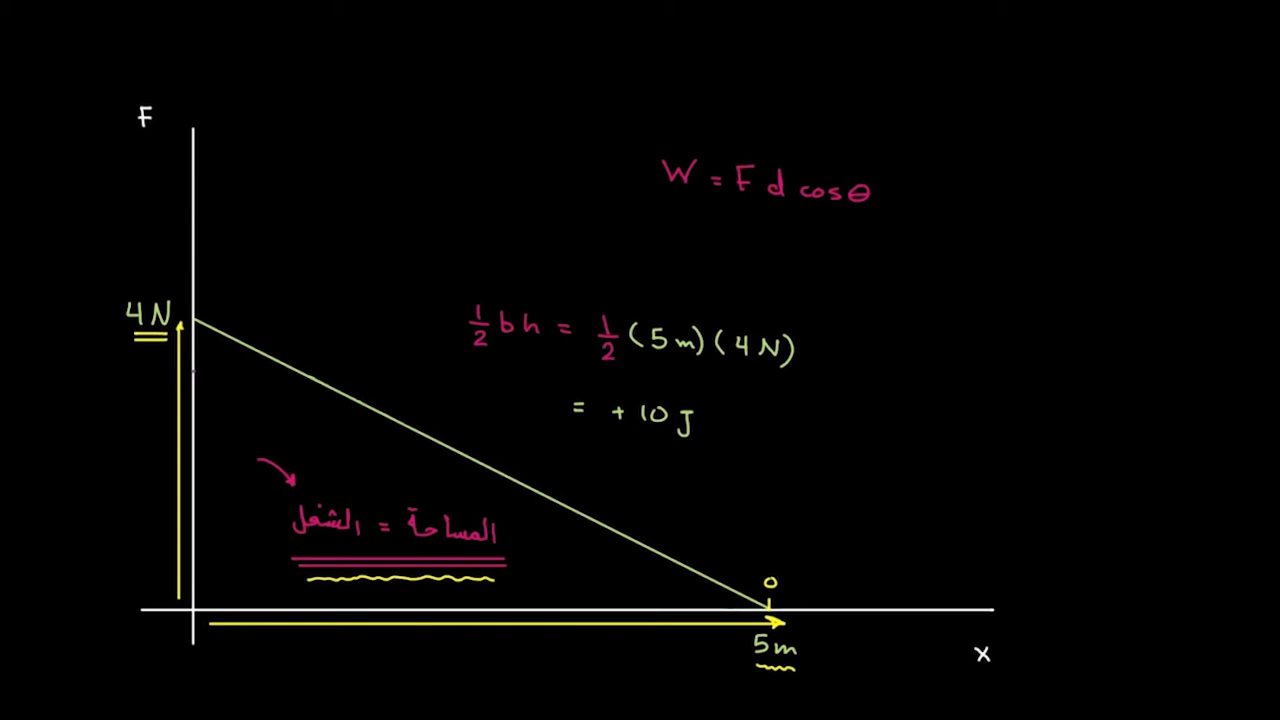 F
W = F d cosθ
4N
½ b h = ½ (5m)(4N)
= +10 J
المساحة = الشغل
0
5m
x